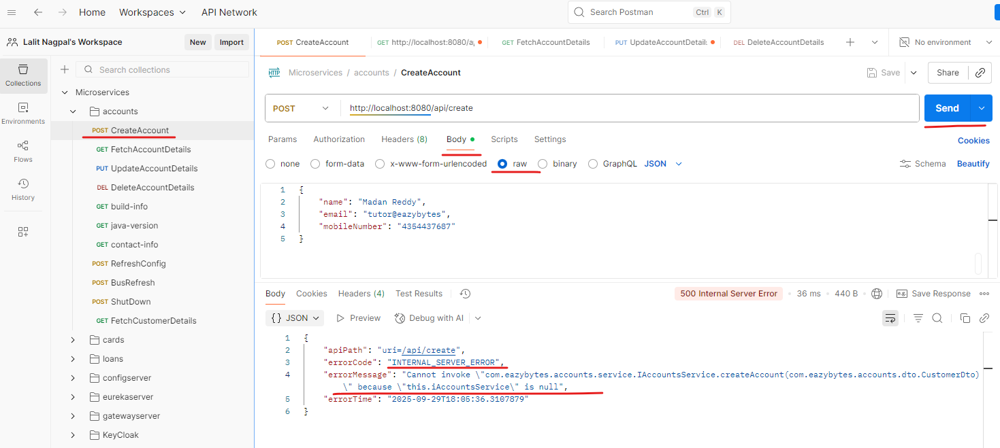 Home Workspaces API Network Search Postman Ctrl K
Lalit Nagpal's Workspace New Import
POST CreateAccount GET http://localhost:8080/a GET FetchAccountDetails PUT UpdateAccountDetail DEL DeleteAccountDetails No environment
Collections
Environments
Flows
History
Search collections
Microservices
accounts
POST CreateAccount
GET FetchAccountDetails
PUT UpdateAccountDetails
DEL DeleteAccountDetails
GET build-info
GET java-version
GET contact-info
POST RefreshConfig
POST BusRefresh
POST ShutDown
GET FetchCustomerDetails
cards
loans
configserver
eurekaserver
gatewayserver
KeyCloak
HTTP Microservices / accounts / CreateAccount Save Share
POST http://localhost:8080/api/create Send
Params Authorization Headers (8) Body Scripts Settings Cookies
none form-data x-www-form-urlencoded raw binary GraphQL JSON Schema Beautify
1 {
2 "name": "Madan Reddy",
3 "email": "tutor@eazybytes",
4 "mobileNumber": "4354437687"
5 }
Body Cookies Headers (4) Test Results 500 Internal Server Error 36 ms 440 B e.g. Save Response
{} JSON Preview Debug with AI
1 {
2 "apiPath": "uri=/api/create",
3 "errorCode": "INTERNAL_SERVER_ERROR",
4 "errorMessage": "Cannot invoke \"com.eazybytes.accounts.service.IAccountsService.createAccount(com.eazybytes.accounts.dto.CustomerDto)
\" because \"this.iAccountsService\" is null",
5 "errorTime": "2025-09-29T18:05:36.3107879"
6 }